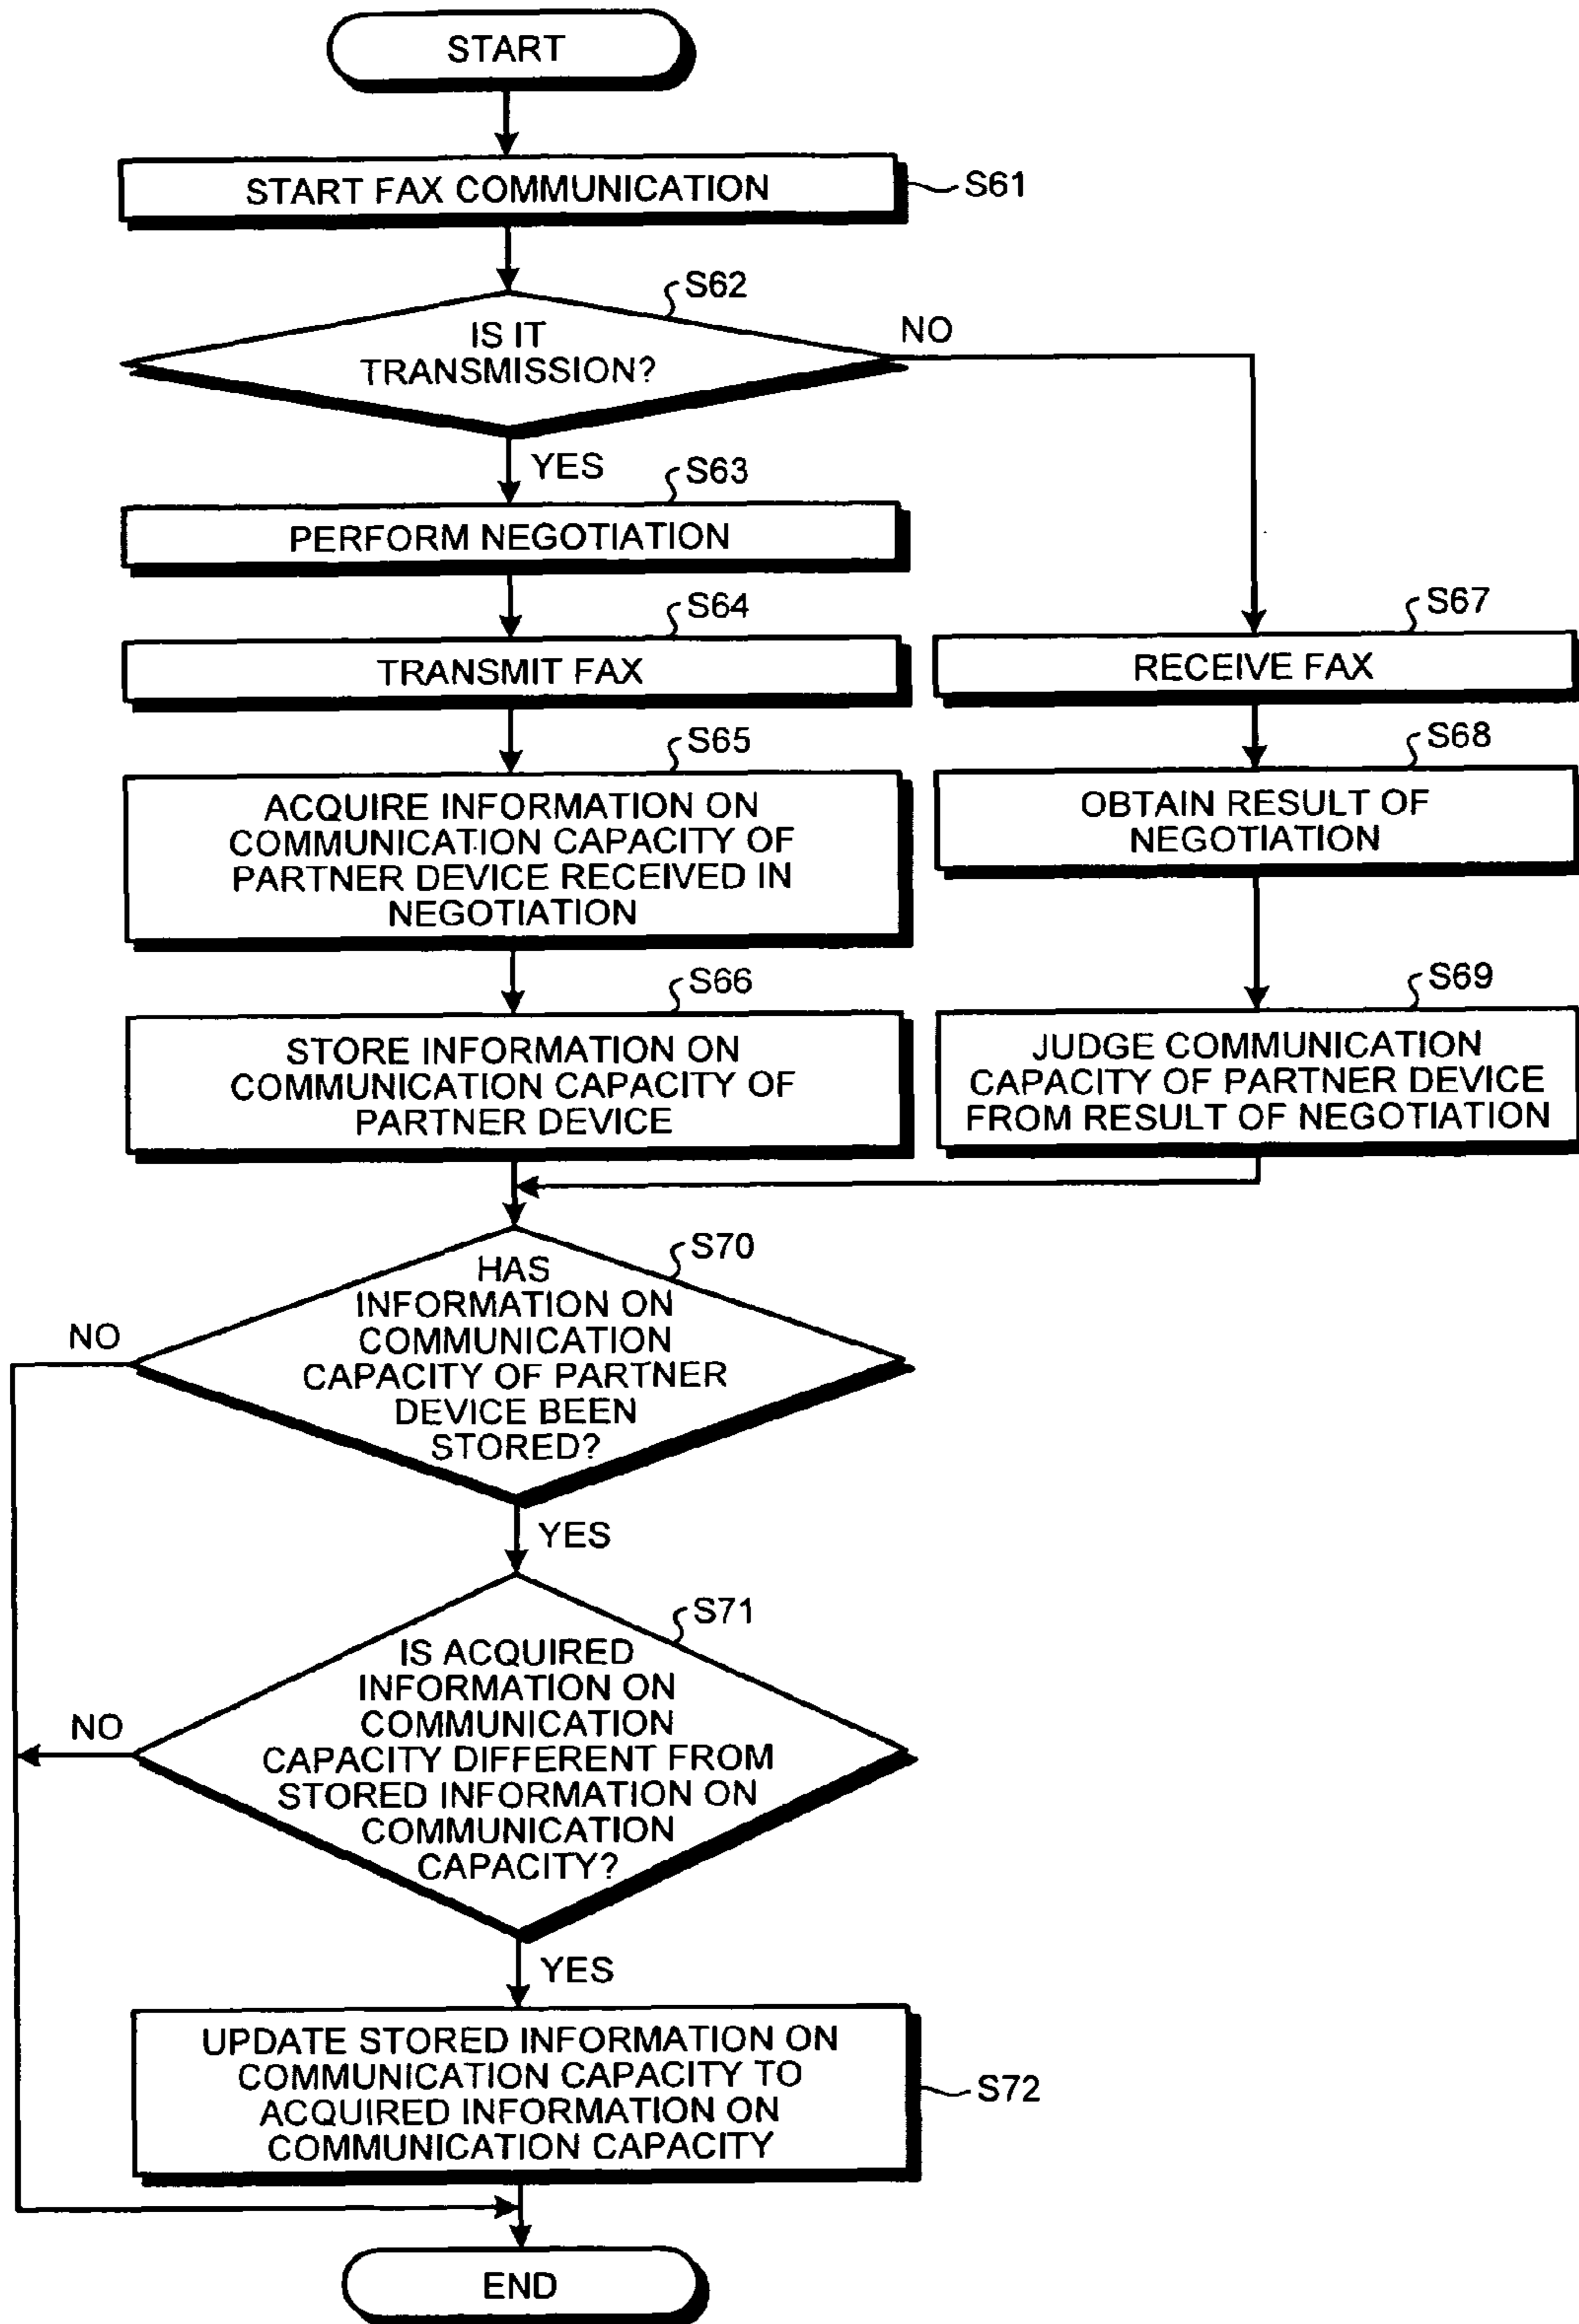 START
START FAX COMMUNICATION
S61
S62
IS IT
TRANSMISSION?
NO
YES
S63
PERFORM NEGOTIATION
S64
TRANSMIT FAX
S65
ACQUIRE INFORMATION ON
COMMUNICATION CAPACITY OF
PARTNER DEVICE RECEIVED IN
NEGOTIATION
S66
STORE INFORMATION ON
COMMUNICATION CAPACITY OF
PARTNER DEVICE
S67
RECEIVE FAX
S68
OBTAIN RESULT OF
NEGOTIATION
S69
JUDGE COMMUNICATION
CAPACITY OF PARTNER DEVICE
FROM RESULT OF NEGOTIATION
S70
HAS
INFORMATION ON
COMMUNICATION
CAPACITY OF PARTNER
DEVICE BEEN
STORED?
NO
YES
S71
IS ACQUIRED
INFORMATION ON
COMMUNICATION
CAPACITY DIFFERENT FROM
STORED INFORMATION ON
COMMUNICATION
CAPACITY?
NO
YES
UPDATE STORED INFORMATION ON
COMMUNICATION CAPACITY TO
ACQUIRED INFORMATION ON
COMMUNICATION CAPACITY
S72
END